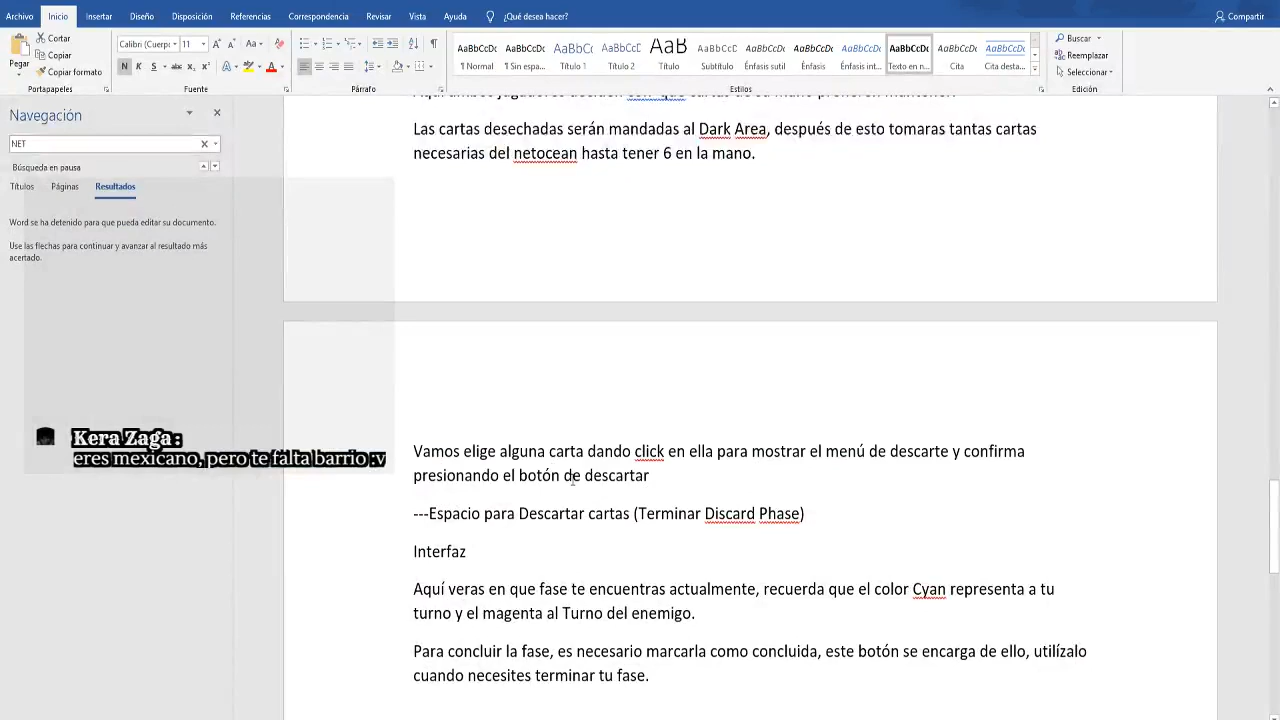 Archivo Inicio Insertar Diseño Disposición Referencias Correspondencia Revisar Vista Ayuda ¿Qué desea hacer? Compartir
Pegar
Cortar
Copiar
Copiar formato
Portapapeles
Calibri (Cuerpo 11
Aa
N K S abc x₂ x²
Fuente
Párrafo
AaBbCcDc AaBbCcDc AaBbCc AaBbCcC AaB AaBbCcD AaBbCcDc AaBbCcDc AaBbCcDc AaBbCcDc AaBbCcDc AaBbCcDc
¶ Normal ¶ Sin espa... Título 1 Título 2 Título Subtítulo Énfasis sutil Énfasis Énfasis int... Texto en n... Cita Cita desta...
Estilos
Buscar
Reemplazar
Seleccionar
Edición
Navegación
NET
Búsqueda en pausa
Títulos Páginas Resultados
Word se ha detenido para que pueda editar su documento.
Use las flechas para continuar y avanzar al resultado más
acertado.
Kera Zaga :
eres mexicano, pero te falta barrio :v
Las cartas desechadas serán mandadas al Dark Area, después de esto tomaras tantas cartas
necesarias del netocean hasta tener 6 en la mano.
Vamos elige alguna carta dando click en ella para mostrar el menú de descarte y confirma
presionando el botón de descartar
---Espacio para Descartar cartas (Terminar Discard Phase)
Interfaz
Aquí veras en que fase te encuentras actualmente, recuerda que el color Cyan representa a tu
turno y el magenta al Turno del enemigo.
Para concluir la fase, es necesario marcarla como concluida, este botón se encarga de ello, utilízalo
cuando necesites terminar tu fase.